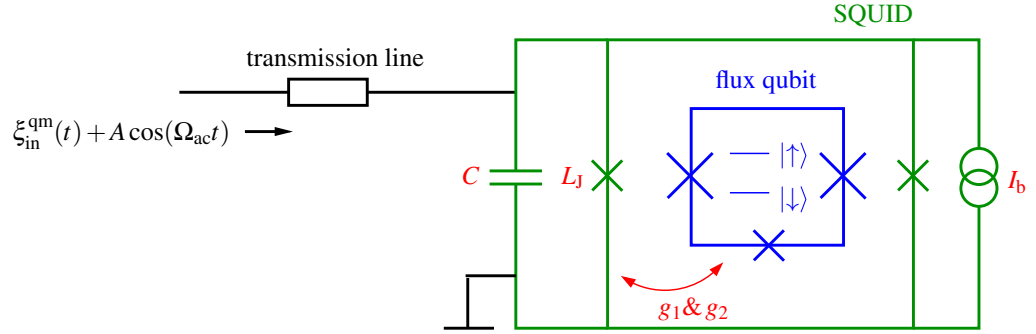 SQUID
transmission line
flux qubit
ξ_in^qm(t) + A cos(Ω_ac t)
|↑⟩
C
L_J
|↓⟩
I_b
g_1 & g_2